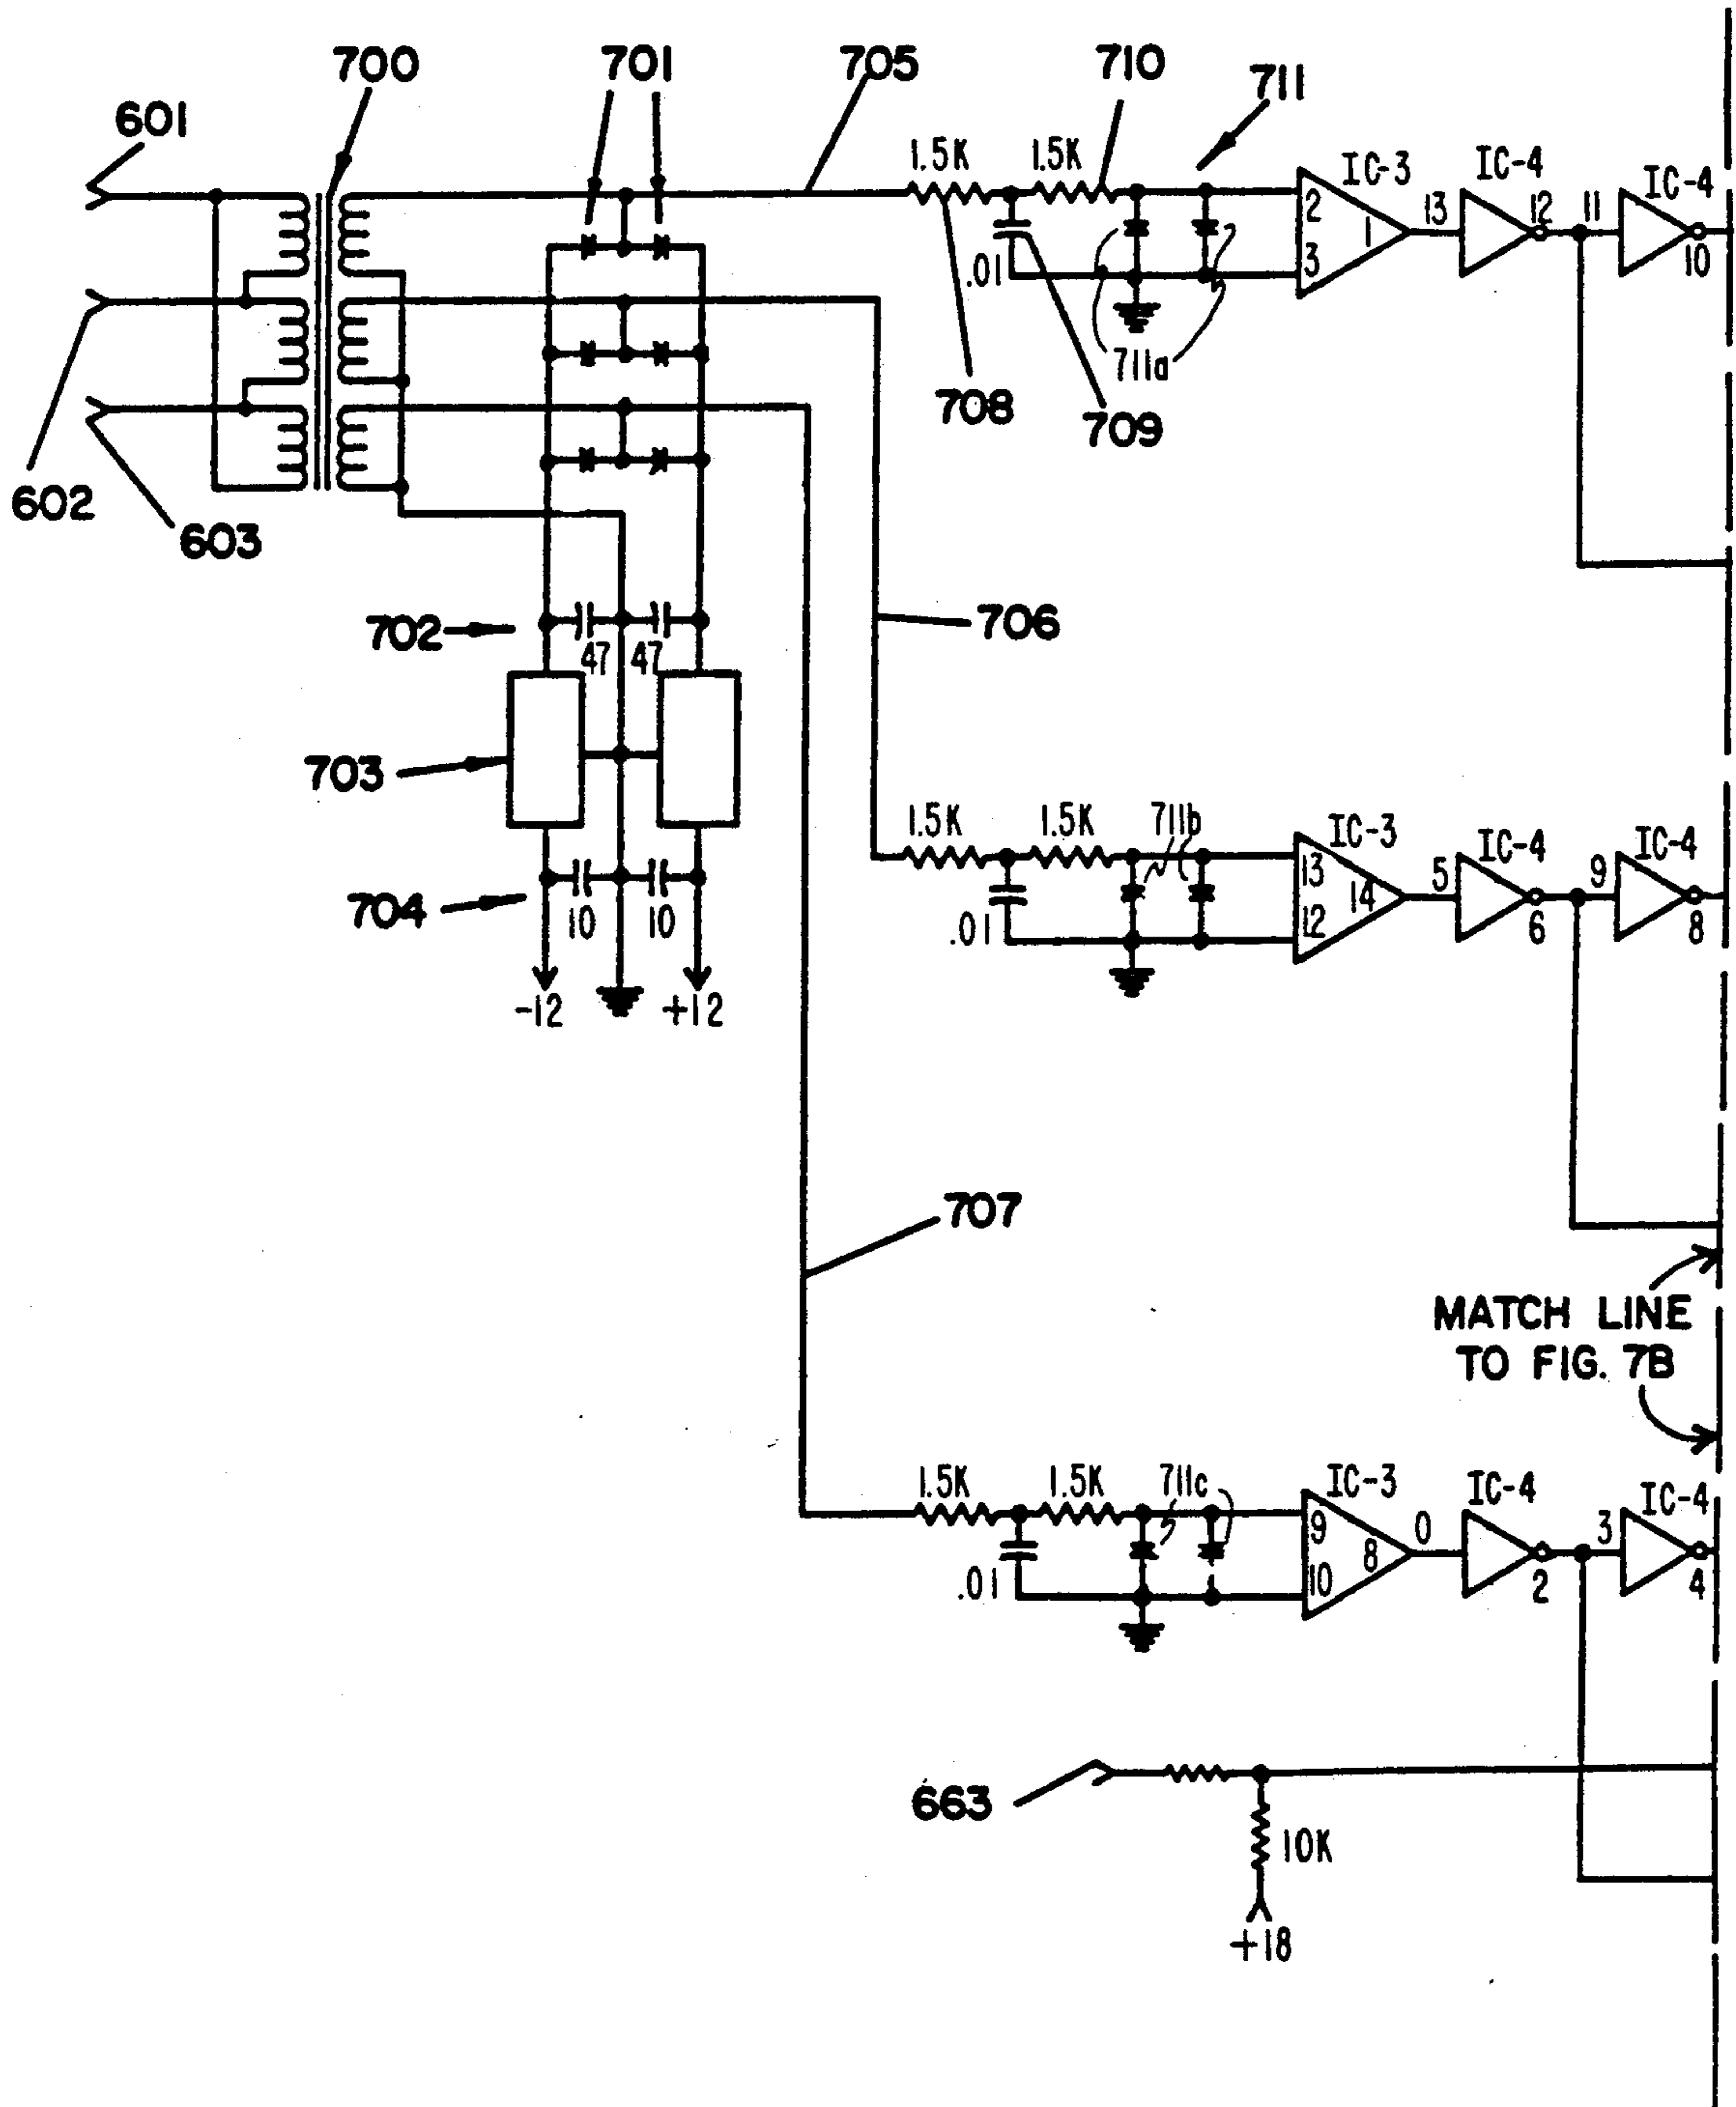 700
701
705
710
711
601
1.5K
1.5K
IC-3
IC-4
IC-4
2
3
1
13
12
11
10
.01
711a
708
709
602
603
702
47
47
706
703
704
10
10
-12
+12
1.5K
1.5K
711b
IC-3
IC-4
IC-4
13
12
14
5
6
9
8
.01
707
MATCH LINE
TO FIG. 7B
1.5K
1.5K
711c
IC-3
IC-4
IC-4
9
10
8
0
2
3
4
.01
663
10K
+18